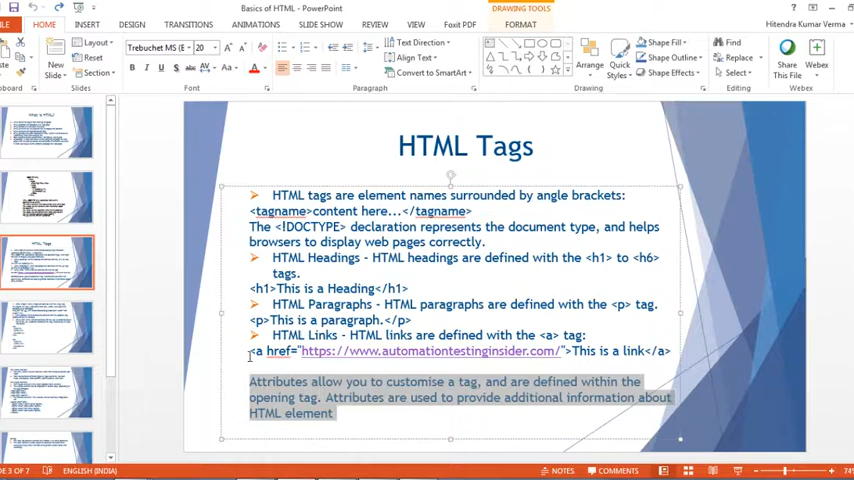 Basics of HTML - PowerPoint
DRAWING TOOLS
FILE HOME INSERT DESIGN TRANSITIONS ANIMATIONS SLIDE SHOW REVIEW VIEW Foxit PDF FORMAT
Hitendra Kumar Verma
New Slide
Layout
Reset
Section
Trebuchet MS (E 20
Text Direction
Align Text
Convert to SmartArt
Arrange
Quick Styles
Shape Fill
Shape Outline
Shape Effects
Find
Replace
Select
Share This File
Webex
Slides
Font
Paragraph
Drawing
Editing
Webex
HTML Tags
HTML tags are element names surrounded by angle brackets:
<tagname>content here...</tagname>
The <!DOCTYPE> declaration represents the document type, and helps
browsers to display web pages correctly.
HTML Headings - HTML headings are defined with the <h1> to <h6>
tags.
<h1>This is a Heading</h1>
HTML Paragraphs - HTML paragraphs are defined with the <p> tag.
<p>This is a paragraph.</p>
HTML Links - HTML links are defined with the <a> tag:
<a href="https://www.automationtestinginsider.com/">This is a link</a>
Attributes allow you to customise a tag, and are defined within the
opening tag. Attributes are used to provide additional information about
HTML element
DE 3 OF 7 ENGLISH (INDIA) NOTES COMMENTS 74%